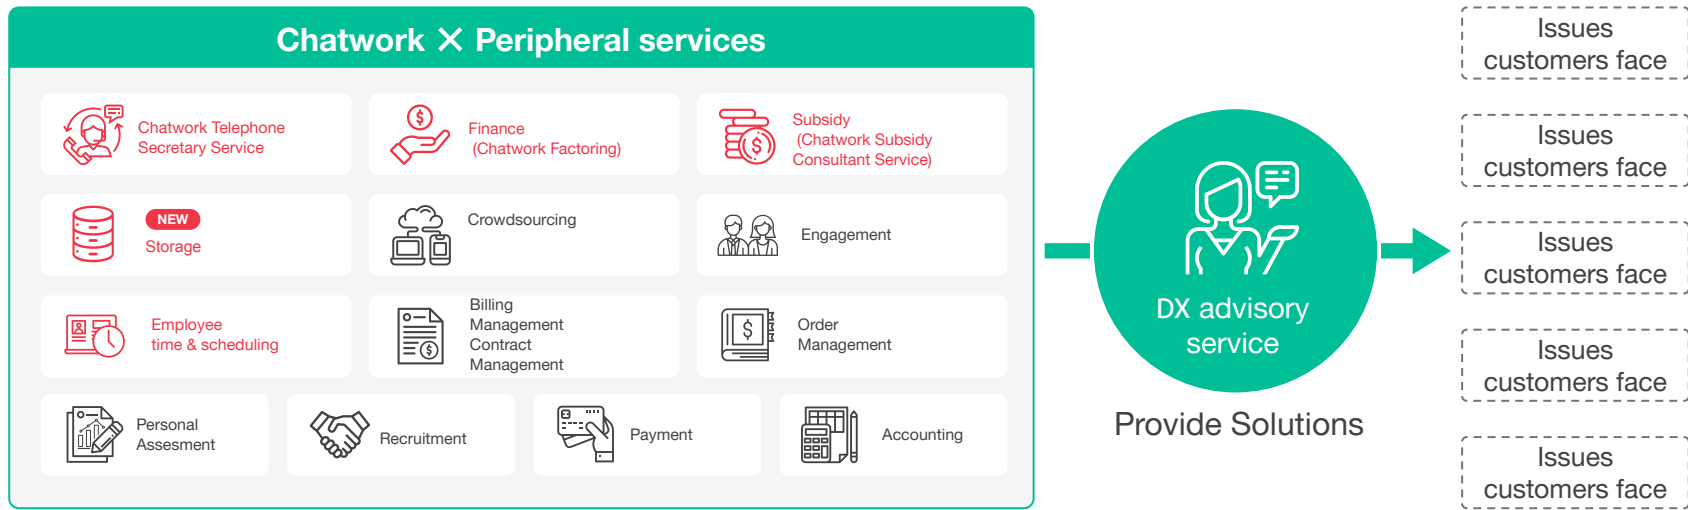 Chatwork × Peripheral services
Chatwork Telephone
Secretary Service
Finance
(Chatwork Factoring)
Subsidy
(Chatwork Subsidy
Consultant Service)
NEW
Storage
Crowdsourcing
Engagement
Employee
time & scheduling
Billing
Management
Contract
Management
Order
Management
Personal
Assesment
Recruitment
Payment
Accounting
DX advisory
service
Provide Solutions
Issues
customers face
Issues
customers face
Issues
customers face
Issues
customers face
Issues
customers face